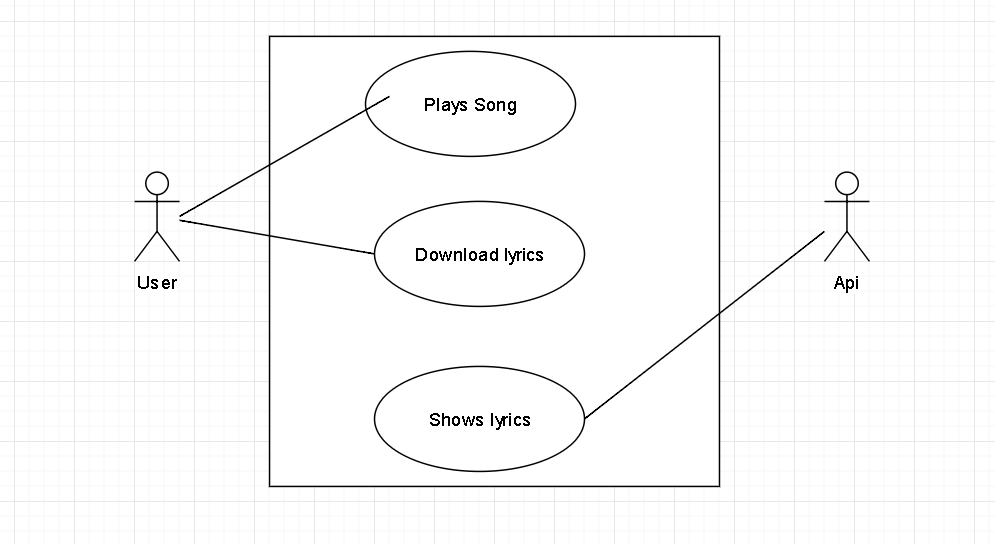 Plays Song
Download lyrics
User
Api
Shows lyrics